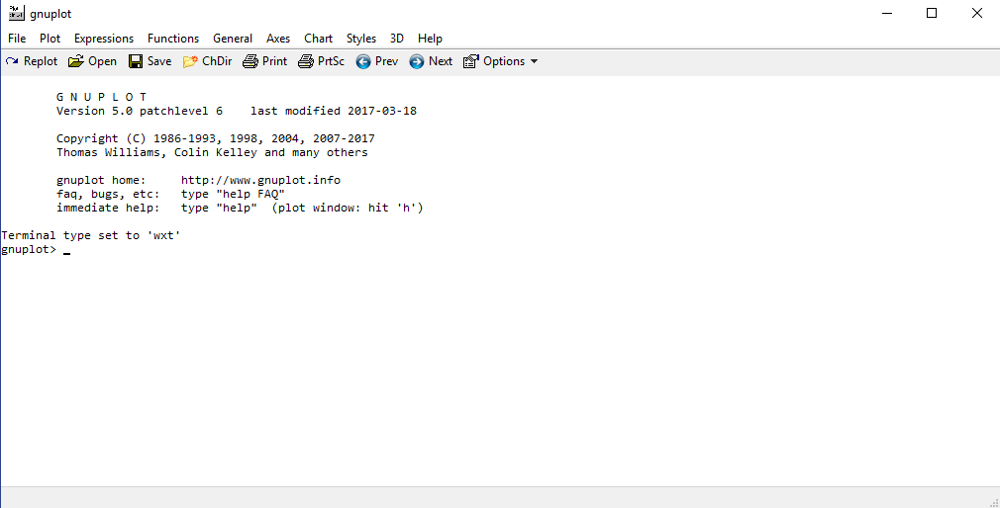 gnuplot
File Plot Expressions Functions General Axes Chart Styles 3D Help
Replot Open Save ChDir Print PrtSc Prev Next Options
G N U P L O T
Version 5.0 patchlevel 6    last modified 2017-03-18
Copyright (C) 1986-1993, 1998, 2004, 2007-2017
Thomas Williams, Colin Kelley and many others
gnuplot home:     http://www.gnuplot.info
faq, bugs, etc:   type "help FAQ"
immediate help:   type "help"  (plot window: hit 'h')
Terminal type set to 'wxt'
gnuplot> _